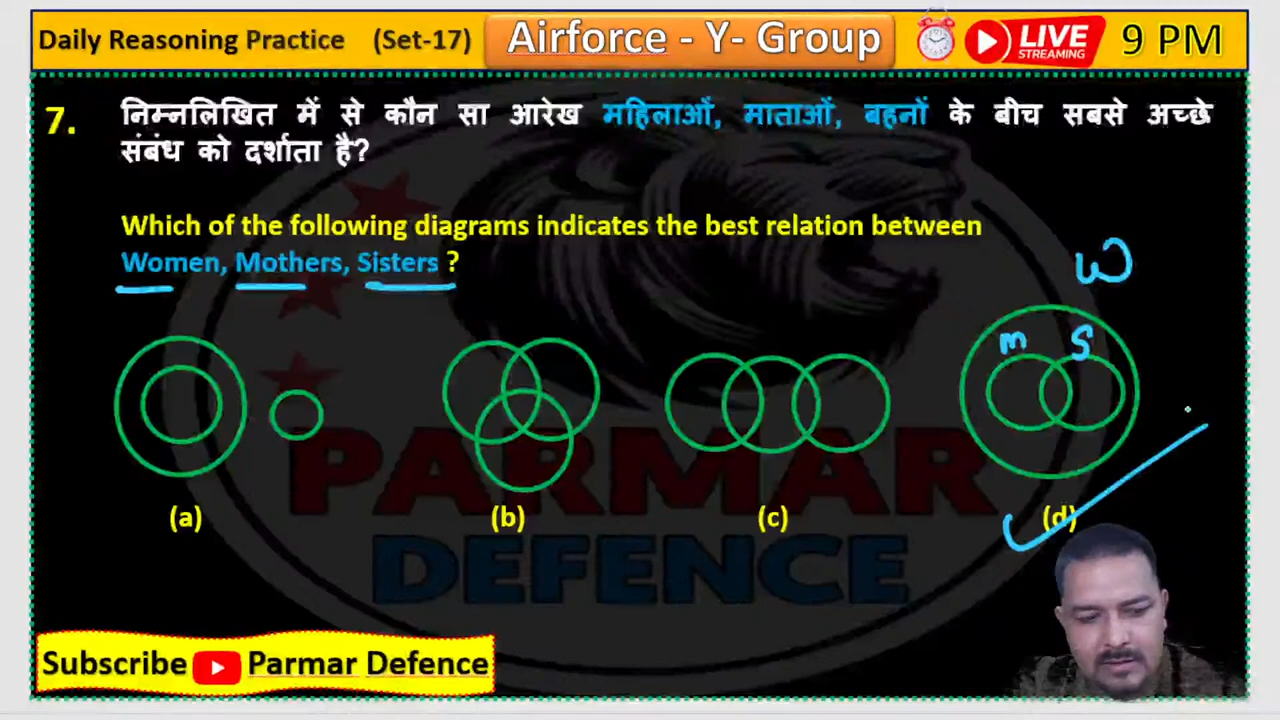 Daily Reasoning Practice (Set-17) Airforce - Y- Group LIVE STREAMING 9 PM
7. निम्नलिखित में से कौन सा आरेख महिलाओं, माताओं, बहनों के बीच सबसे अच्छे
संबंध को दर्शाता है?
Which of the following diagrams indicates the best relation between
Women, Mothers, Sisters ?
W
m S
(a) (b) (c) (d)
PARMAR
DEFENCE
Subscribe Parmar Defence